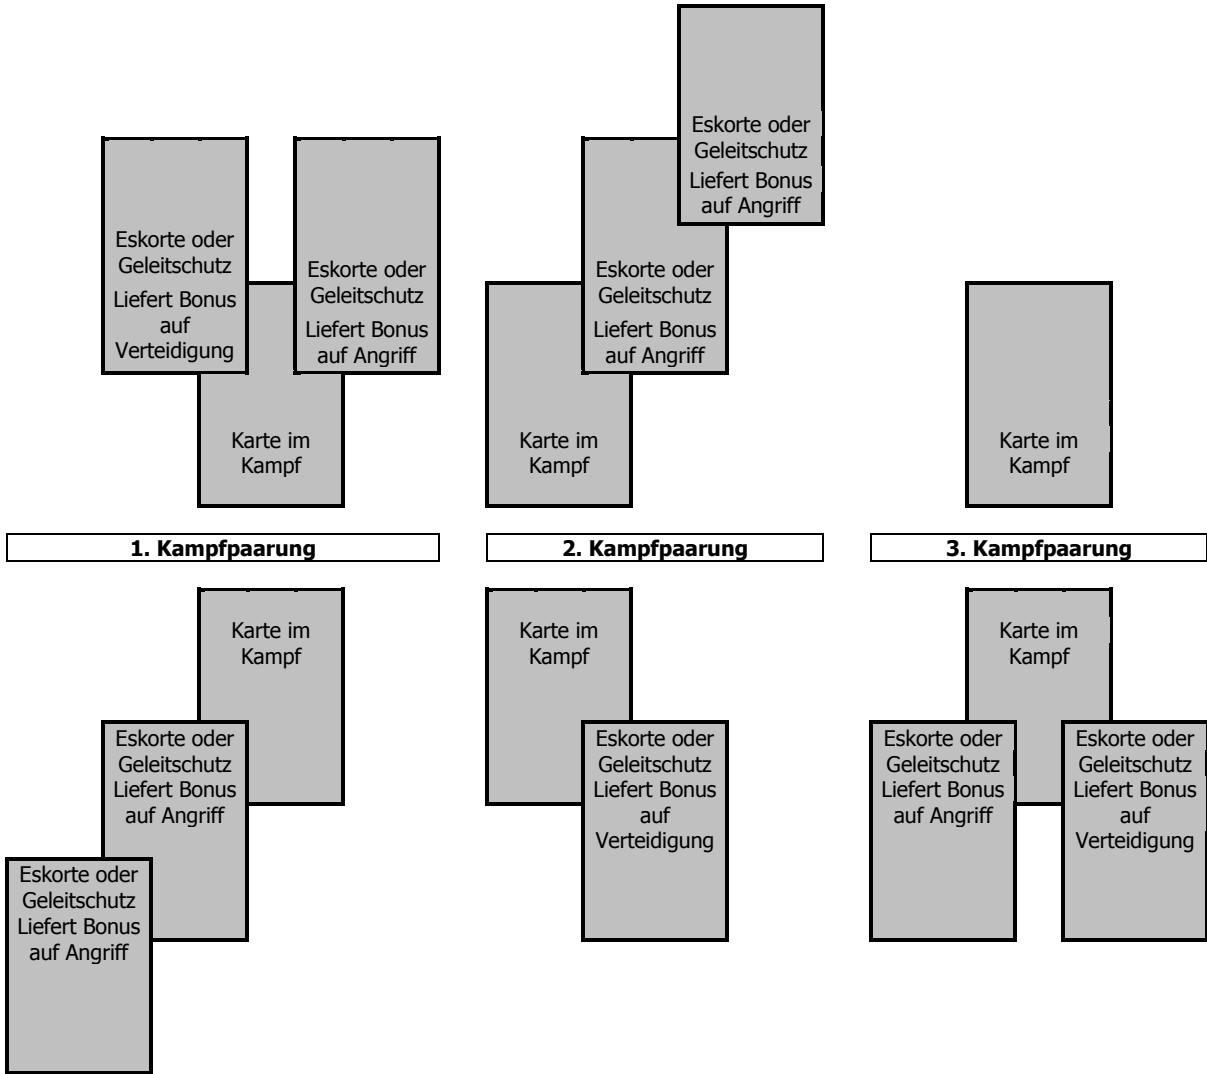 Eskorte oder
Geleitschutz
Liefert Bonus
auf Angriff
Eskorte oder
Geleitschutz
Liefert Bonus
auf
Verteidigung
Eskorte oder
Geleitschutz
Liefert Bonus
auf Angriff
Eskorte oder
Geleitschutz
Liefert Bonus
auf Angriff
Karte im
Kampf
Karte im
Kampf
Karte im
Kampf
1. Kampfpaarung
2. Kampfpaarung
3. Kampfpaarung
Karte im
Kampf
Karte im
Kampf
Karte im
Kampf
Eskorte oder
Geleitschutz
Liefert Bonus
auf Angriff
Eskorte oder
Geleitschutz
Liefert Bonus
auf
Verteidigung
Eskorte oder
Geleitschutz
Liefert Bonus
auf Angriff
Eskorte oder
Geleitschutz
Liefert Bonus
auf
Verteidigung
Eskorte oder
Geleitschutz
Liefert Bonus
auf Angriff